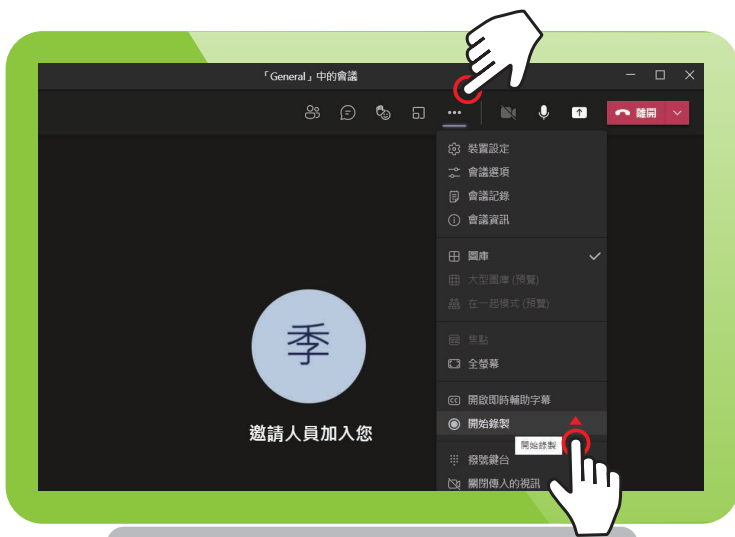 「General」中的會議
離開
裝置設定
會議選項
會議記錄
會議資訊
圖庫
大型圖庫 (預覽)
在一起模式 (預覽)
焦點
全螢幕
CC 開啟即時輔助字幕
開始錄製
開始錄製
撥號鍵台
關閉傳入的視訊
季
邀請人員加入您